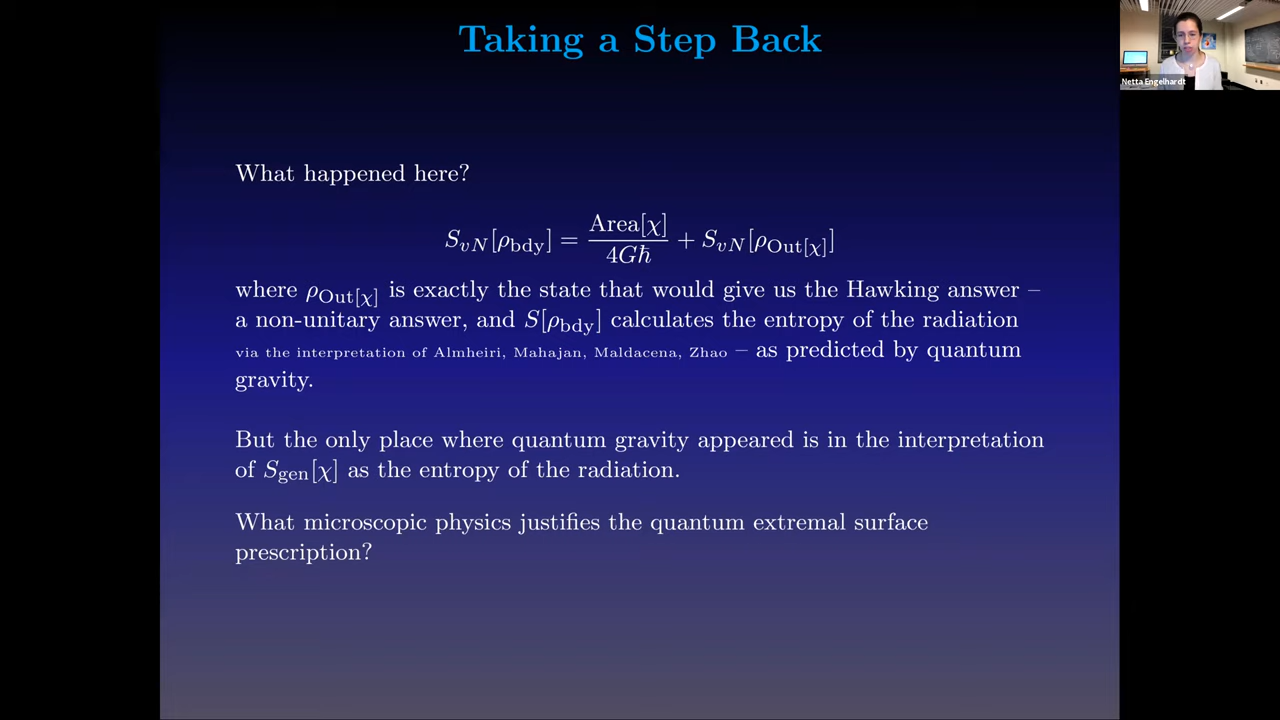 Taking a Step Back
Netta Engelhardt
What happened here?
S_{vN}[ρ_{bdy}] = \frac{Area[χ]}{4Għ} + S_{vN}[ρ_{Out[χ]}]
where ρ_{Out[χ]} is exactly the state that would give us the Hawking answer –
a non-unitary answer, and S[ρ_{bdy}] calculates the entropy of the radiation
via the interpretation of Almheiri, Mahajan, Maldacena, Zhao – as predicted by quantum
gravity.
But the only place where quantum gravity appeared is in the interpretation
of S_{gen}[χ] as the entropy of the radiation.
What microscopic physics justifies the quantum extremal surface
prescription?